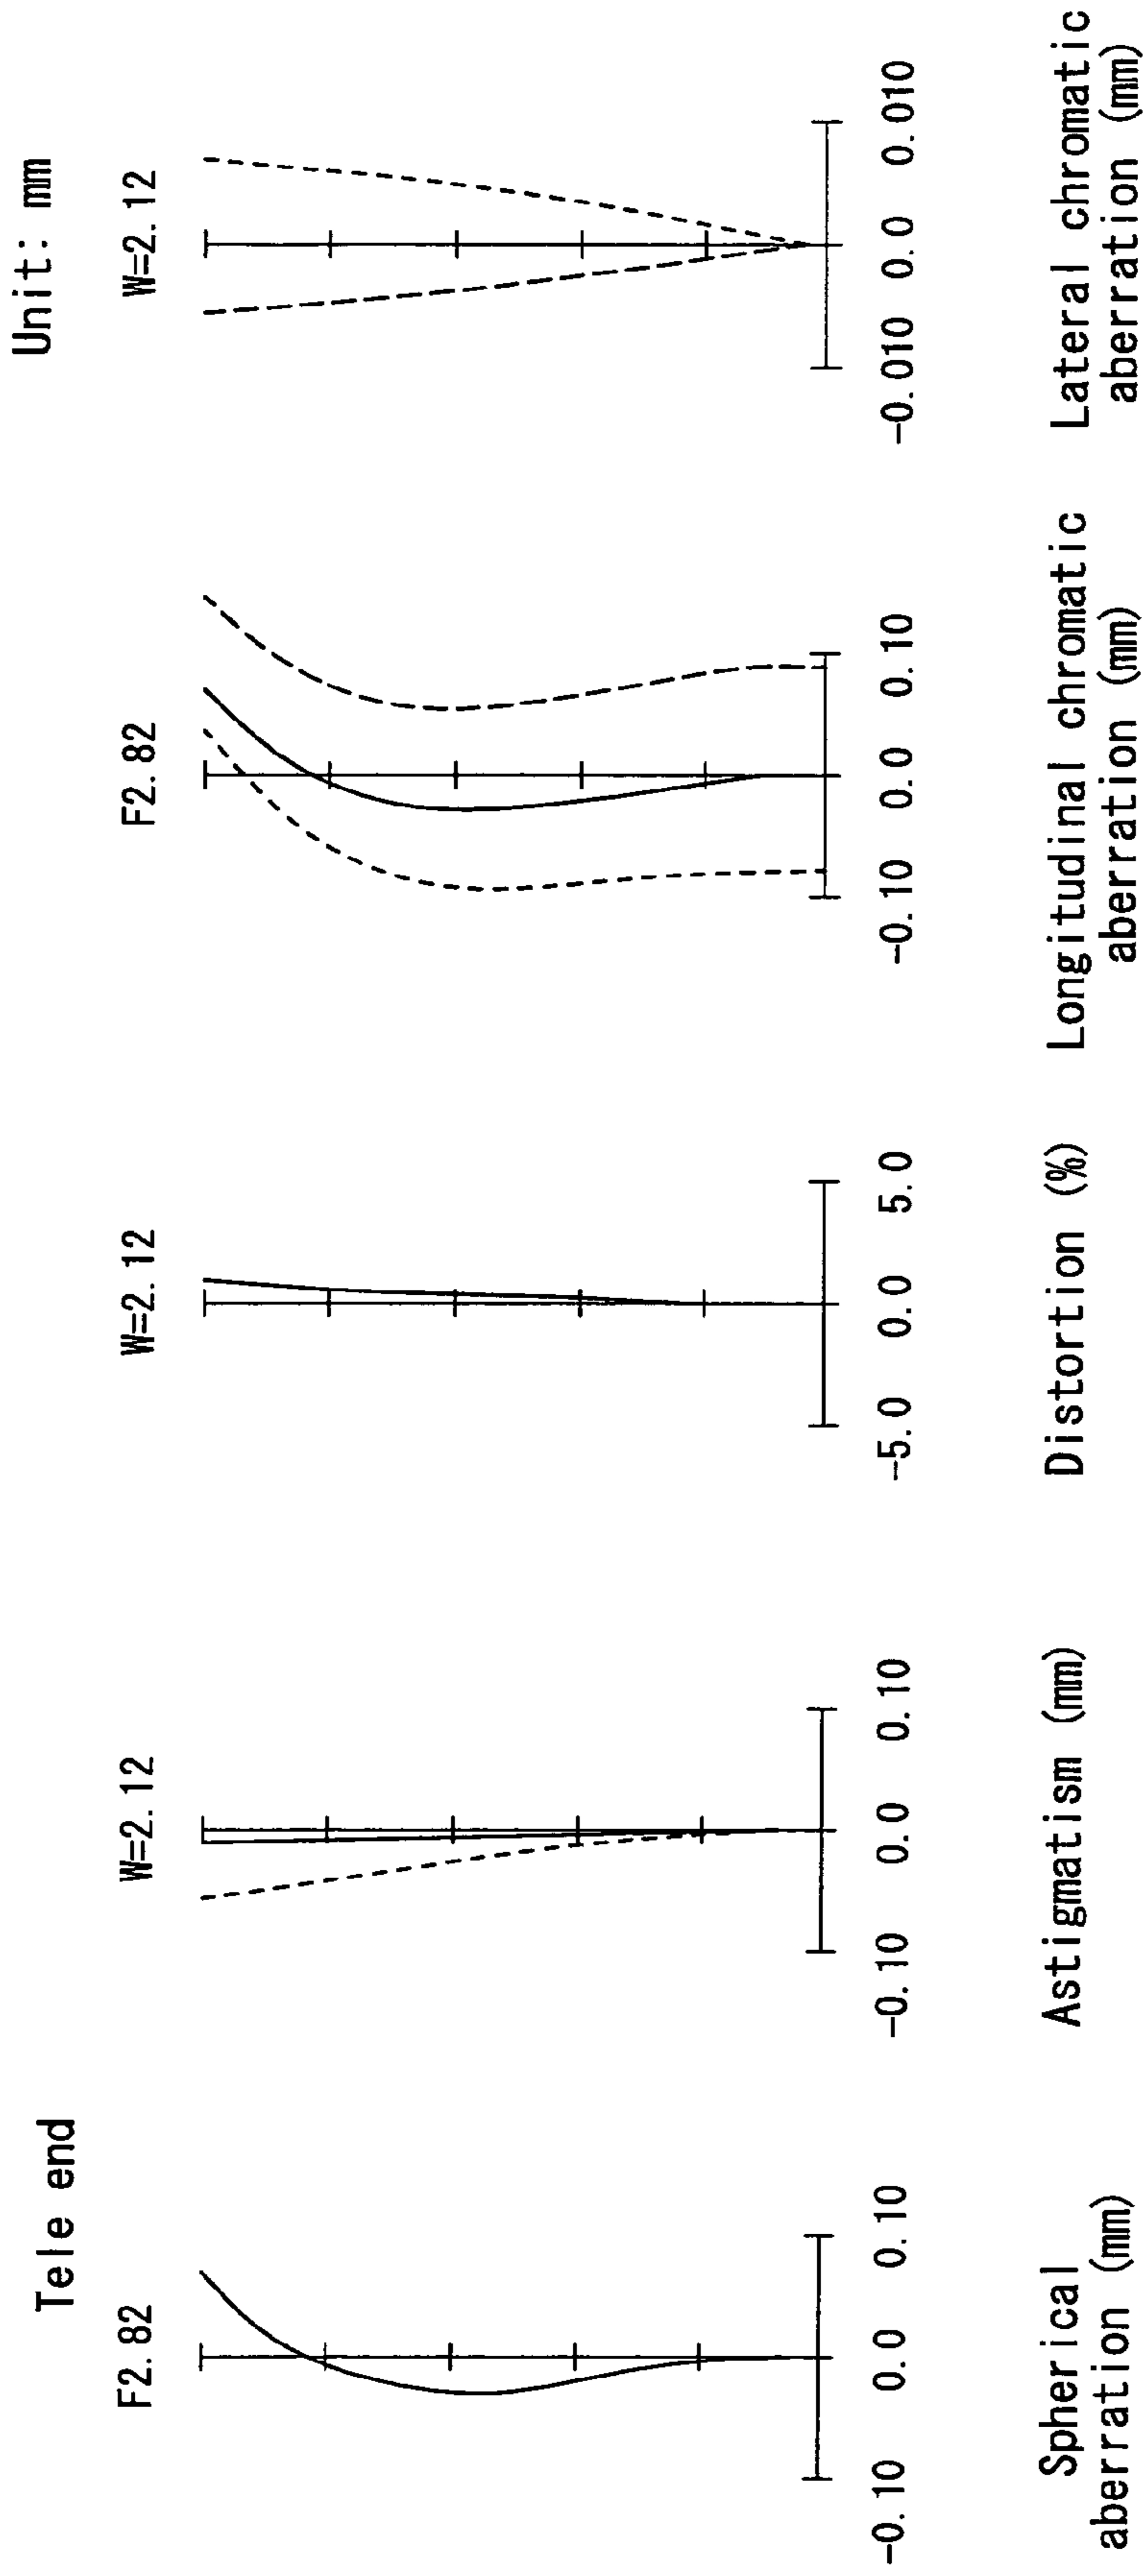 Tele end
Unit: mm
F2.82
W=2.12
W=2.12
F2.82
W=2.12
-0.10
0.0
0.10
-0.10
0.0
0.10
-5.0
0.0
5.0
-0.10
0.0
0.10
-0.010
0.0
0.010
Spherical
aberration (mm)
Astigmatism (mm)
Distortion (%)
Longitudinal chromatic
aberration (mm)
Lateral chromatic
aberration (mm)